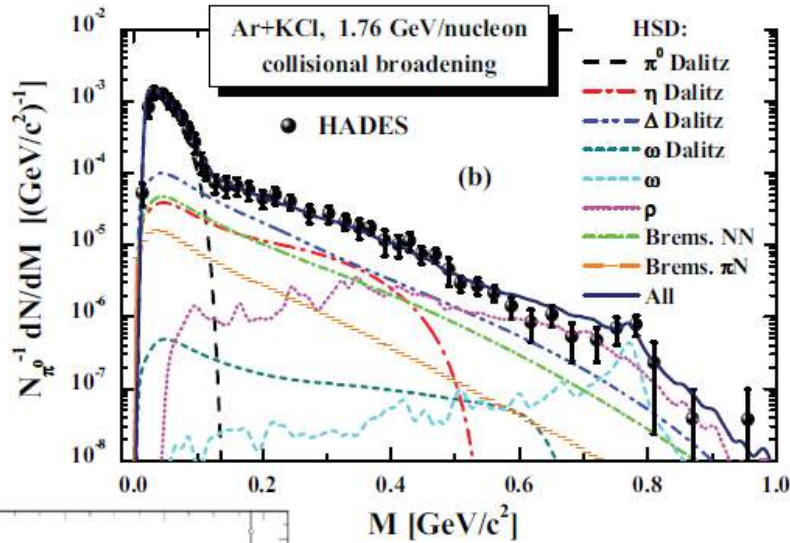 Ar+KCl, 1.76 GeV/nucleon
collisional broadening
HADES
(b)
HSD:
π⁰ Dalitz
η Dalitz
Δ Dalitz
ω Dalitz
ω
ρ
Brems. NN
Brems. πN
All
10⁻²
10⁻³
10⁻⁴
10⁻⁵
10⁻⁶
10⁻⁷
10⁻⁸
N_π⁰⁻¹ dN/dM [(GeV/c²)⁻¹]
0.0 0.2 0.4 0.6 0.8 1.0
M [GeV/c²]